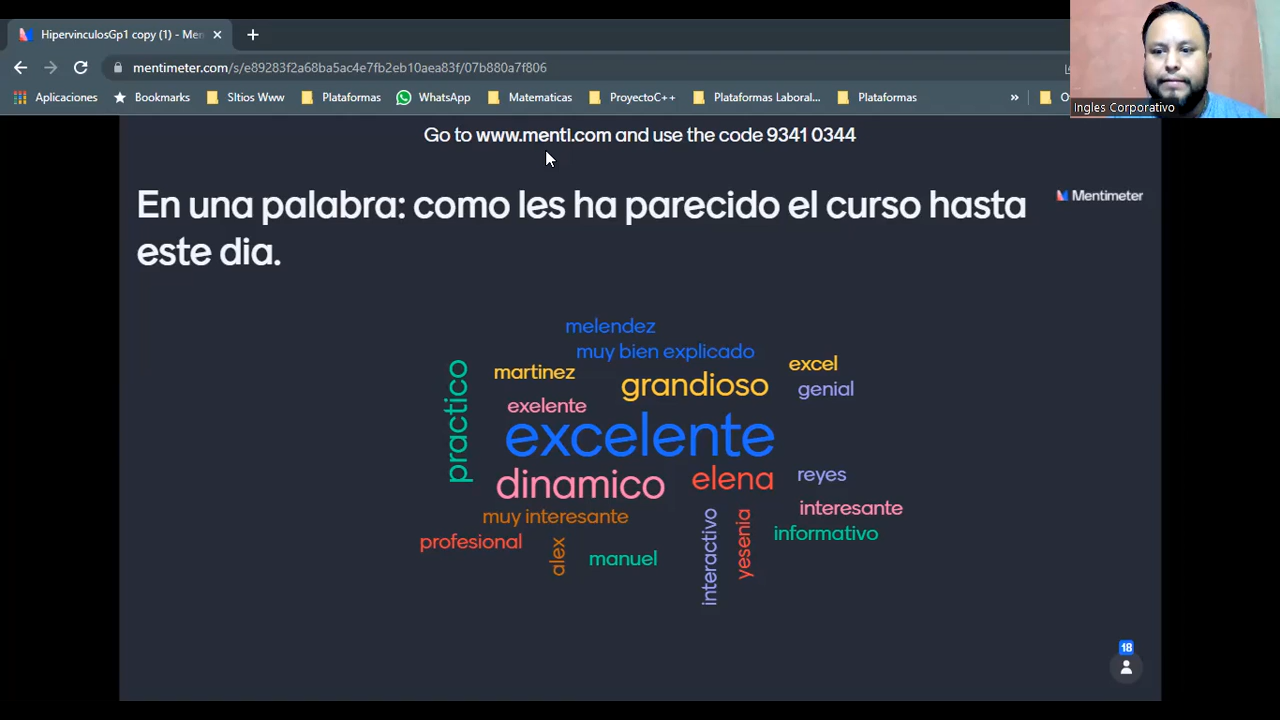 HipervinculosGp1 copy (1) - Men
mentimeter.com/s/e89283f2a68ba5ac4e7fb2eb10aea83f/07b880a7f806
Aplicaciones Bookmarks SItios Www Plataformas WhatsApp Matematicas ProyectoC++ Plataformas Laboral... Plataformas » O
Ingles Corporativo
Go to www.menti.com and use the code 9341 0344
En una palabra: como les ha parecido el curso hasta
este dia.
Mentimeter
melendez
muy bien explicado
martinez
grandioso
excel
genial
practico
exelente
excelente
dinamico
elena
reyes
muy interesante
interesante
informativo
profesional
alex
manuel
interactivo
yesenia
18